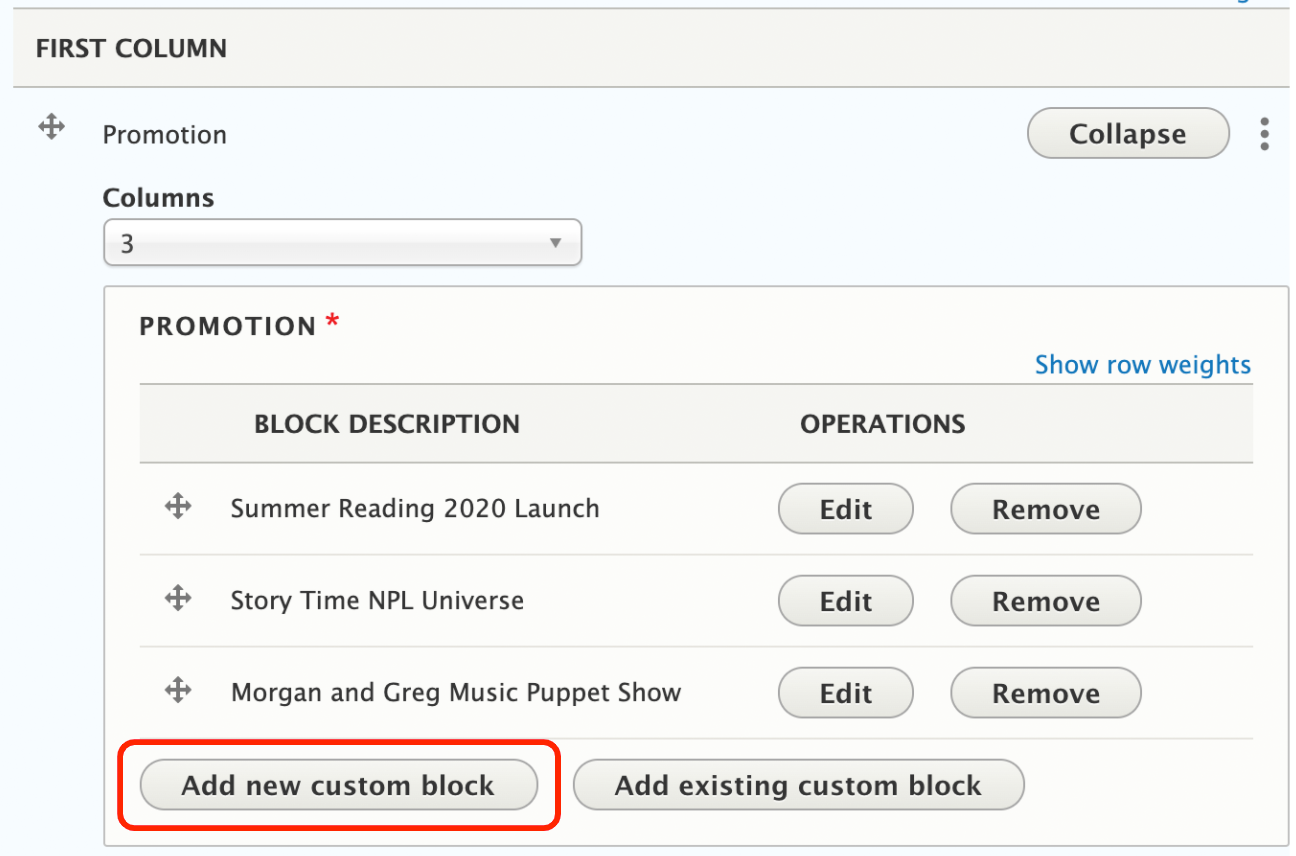 FIRST COLUMN
Promotion
Collapse
Columns
3
PROMOTION *
Show row weights
BLOCK DESCRIPTION OPERATIONS
Summer Reading 2020 Launch Edit Remove
Story Time NPL Universe Edit Remove
Morgan and Greg Music Puppet Show Edit Remove
Add new custom block Add existing custom block